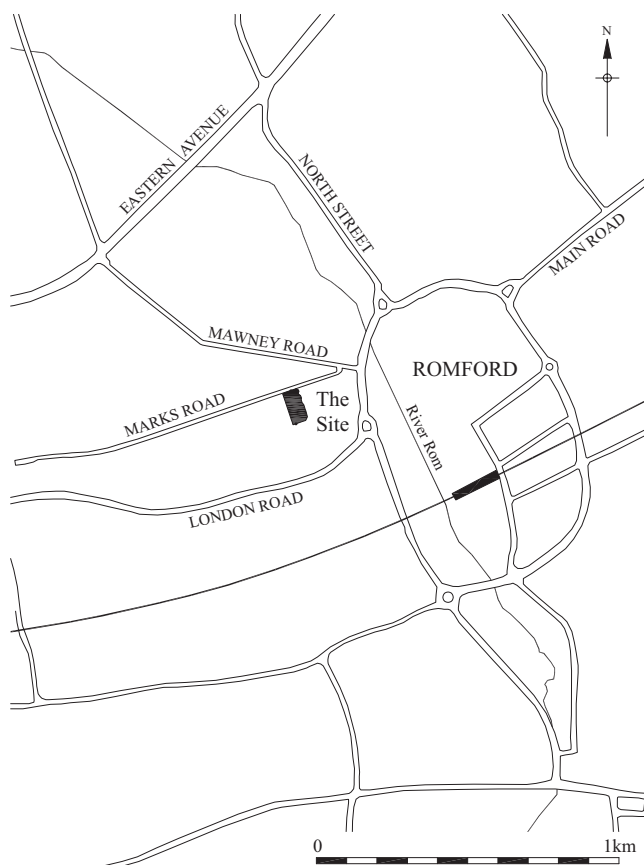 N
EASTERN AVENUE
NORTH STREET
MAIN ROAD
MAWNEY ROAD
ROMFORD
MARKS ROAD
The
Site
River Rom
LONDON ROAD
0 1km